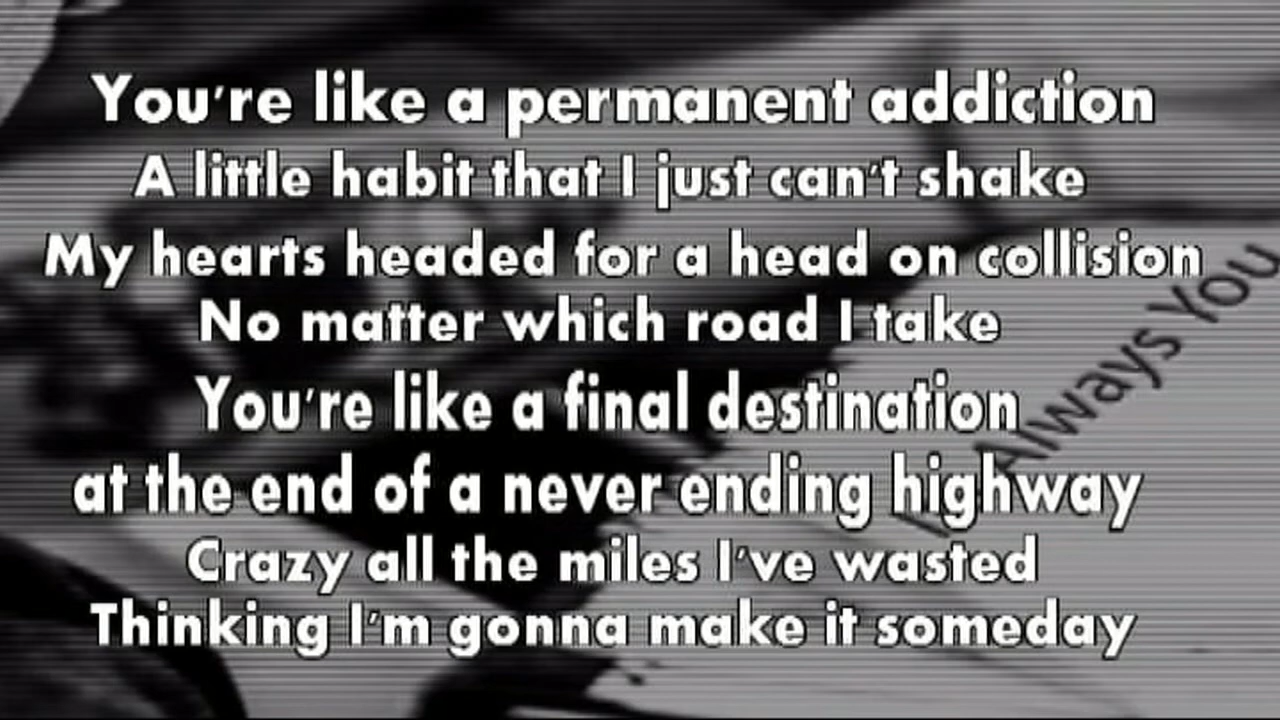 You're like a permanent addiction
A little habit that I just can't shake
My hearts headed for a head on collision
No matter which road I take
You're like a final destination
at the end of a never ending highway
Crazy all the miles I've wasted
Thinking I'm gonna make it someday
Always You